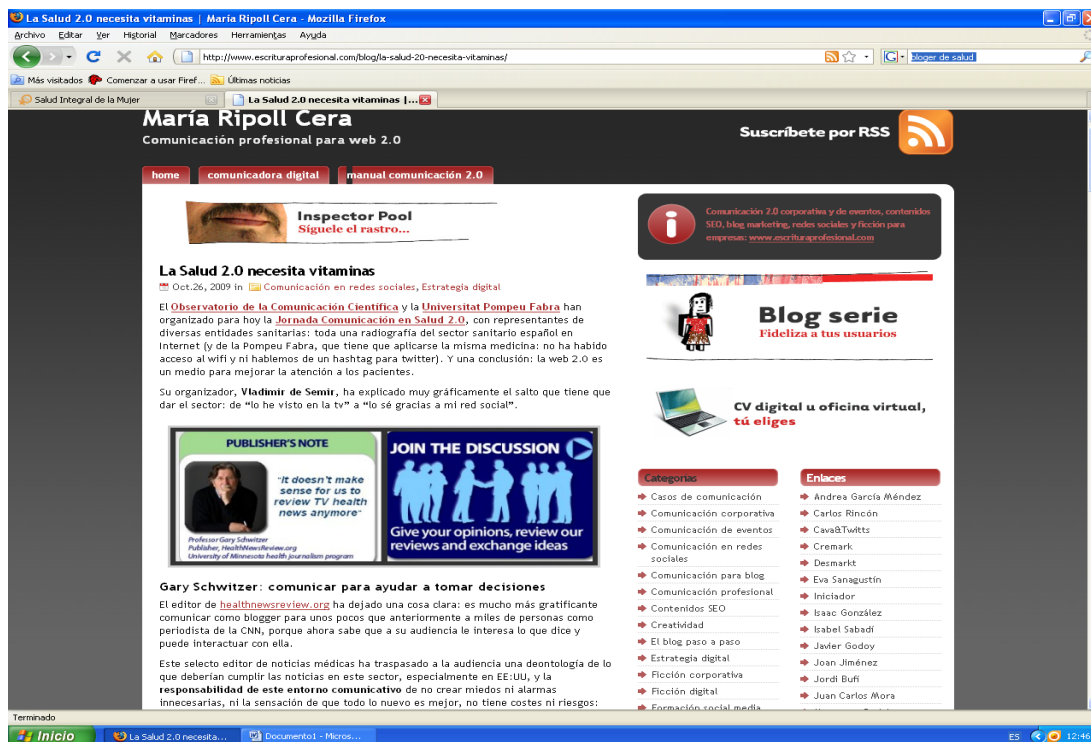 La Salud 2.0 necesita vitaminas | María Ripoll Cera - Mozilla Firefox
Archivo Editar Ver Historial Marcadores Herramientas Ayuda
http://www.escrituraprofesional.com/blog/la-salud-20-necesita-vitaminas/
bloger de salud
Más visitados Comenzar a usar Firef... Últimas noticias
Salud Integral de la Mujer
La Salud 2.0 necesita vitaminas |...
María Ripoll Cera
Comunicación profesional para web 2.0
Suscríbete por RSS
home comunicadora digital manual comunicación 2.0
Inspector Pool
Síguele el rastro...
La Salud 2.0 necesita vitaminas
Oct.26, 2009 in Comunicación en redes sociales, Estrategia digital
El Observatorio de la Comunicación Científica y la Universitat Pompeu Fabra han
organizado para hoy la Jornada Comunicación en Salud 2.0, con representantes de
diversas entidades sanitarias: toda una radiografía del sector sanitario español en
Internet (y de la Pompeu Fabra, que tiene que aplicarse la misma medicina: no ha habido
acceso al wifi y ni hablemos de un hashtag para twitter). Y una conclusión: la web 2.0 es
un medio para mejorar la atención a los pacientes.
Su organizador, Vladimir de Semir, ha explicado muy gráficamente el salto que tiene que
dar el sector: de “lo he visto en la tv” a “lo sé gracias a mi red social”.
PUBLISHER'S NOTE
"It doesn't make
sense for us to
review TV health
news anymore"
Professor Gary Schwitzer
Publisher, HealthNewsReview.org
University of Minnesota health journalism program
JOIN THE DISCUSSION
Give your opinions, review our
reviews and exchange ideas
Gary Schwitzer: comunicar para ayudar a tomar decisiones
El editor de healthnewsreview.org ha dejado una cosa clara: es mucho más gratificante
comunicar como blogger para unos pocos que anteriormente a miles de personas como
periodista de la CNN, porque ahora sabe que a su audiencia le interesa lo que dice y
puede interactuar con ella.
Este selecto editor de noticias médicas ha traspasado a la audiencia una deontología de lo
que deberían cumplir las noticias en este sector, especialmente en EE:UU, y la
responsabilidad de este entorno comunicativo de no crear miedos ni alarmas
innecesarias, ni la sensación de que todo lo nuevo es mejor, no tiene costes ni riesgos:
Comunicación 2.0 corporativa y de eventos, contenidos
SEO, blog marketing, redes sociales y ficción para
empresas: www.escrituraprofesional.com
Blog serie
Fideliza a tus usuarios
CV digital u oficina virtual,
tú eliges
Categorías
Casos de comunicación
Comunicación corporativa
Comunicación de eventos
Comunicación en redes
sociales
Comunicación para blog
Comunicación profesional
Contenidos SEO
Creatividad
El blog paso a paso
Estrategia digital
Ficción corporativa
Ficción digital
Formación social media
Enlaces
Andrea García Méndez
Carlos Rincón
Cava&Twitts
Cremark
Desmarkt
Eva Sanagustín
Iniciador
Isaac González
Isabel Sabadí
Javier Godoy
Joan Jiménez
Jordi Bufí
Juan Carlos Mora
Terminado
Inicio La Salud 2.0 necesita... Documento1 - Micros... ES 12:46